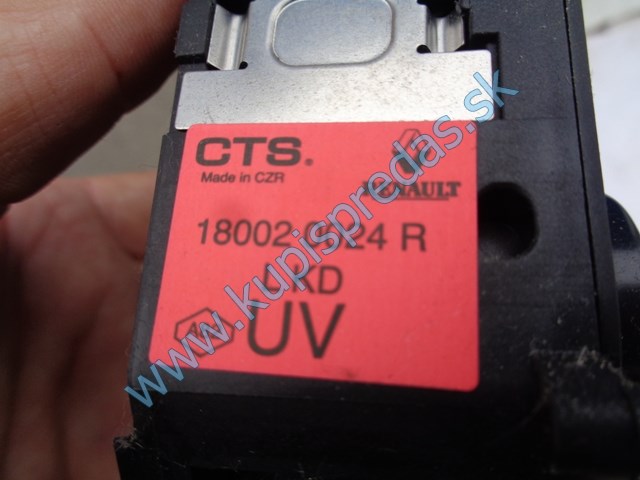 CTS.
Made in CZR
RENAULT
18002 R
UV
www.kupispredas.sk